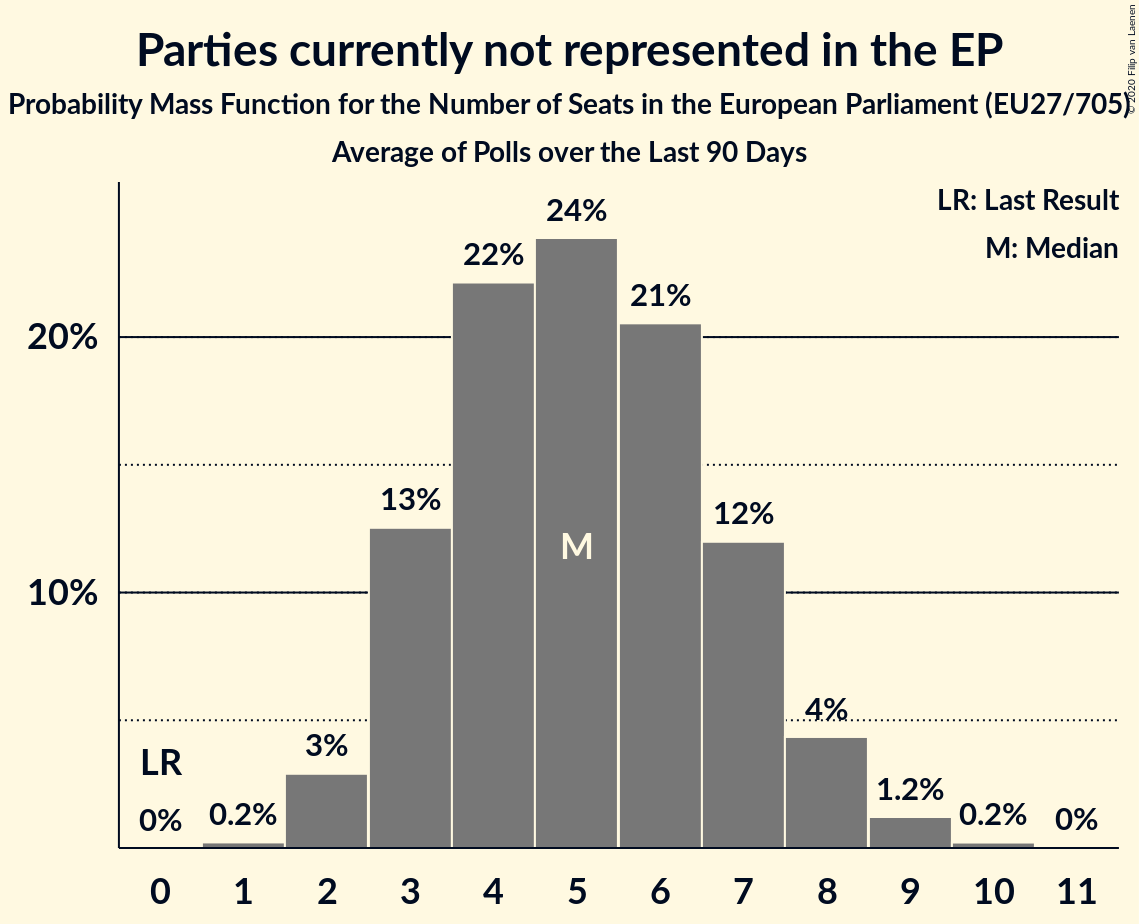 Parties currently not represented in the EP
Probability Mass Function for the Number of Seats in the European Parliament (EU27/705)
Average of Polls over the Last 90 Days
© 2020 Filip van Laenen
LR: Last Result
M: Median
24%
22%
21%
20%
13%
12%
M
10%
4%
3%
LR
1.2%
0% 0.2% 0.2% 0%
0 1 2 3 4 5 6 7 8 9 10 11